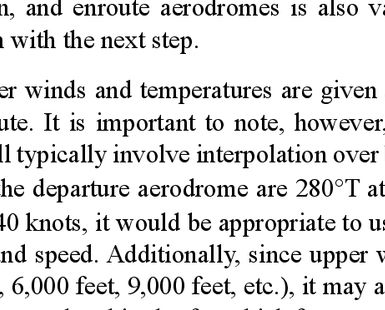 n, and enroute aerodromes is also va
n with the next step.
er winds and temperatures are given
ute. It is important to note, however,
ll typically involve interpolation over
the departure aerodrome are 280°T at
40 knots, it would be appropriate to us
and speed. Additionally, since upper w
, 6,000 feet, 9,000 feet, etc.), it may a